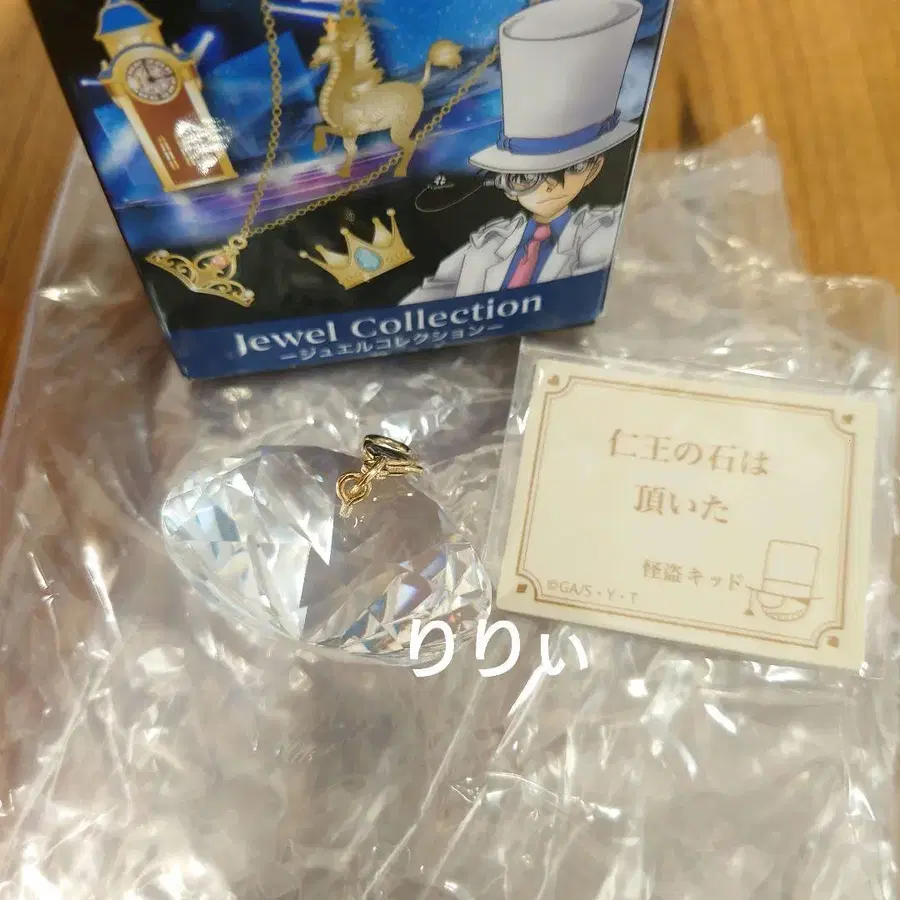 Jewel Collection
ージュエルコレクションー
仁王の石は
頂いた
怪盗キッド
©GA/S・Y・T
りりぃ